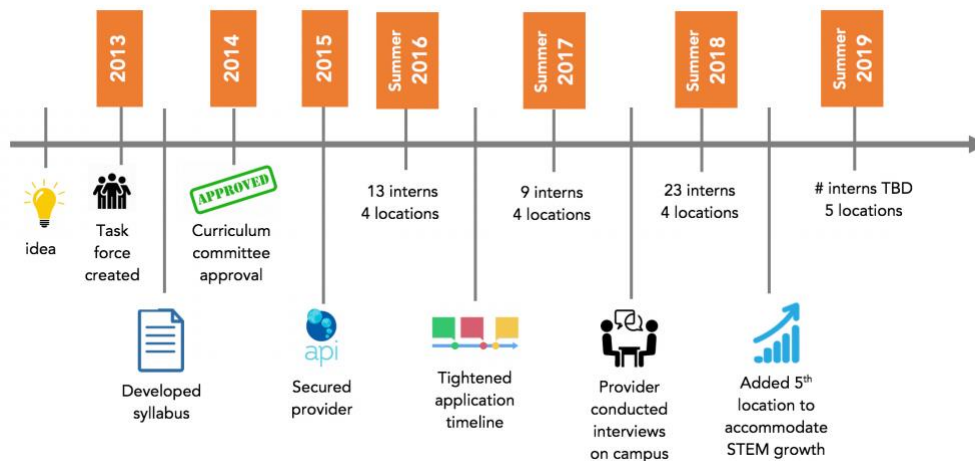 2013
2014
2015
Summer
2016
Summer
2017
Summer
2018
Summer
2019
idea
Task
force
created
APPROVED
Curriculum
committee
approval
13 interns
4 locations
9 interns
4 locations
23 interns
4 locations
# interns TBD
5 locations
Developed
syllabus
api
Secured
provider
Tightened
application
timeline
Provider
conducted
interviews
on campus
Added 5th
location to
accommodate
STEM growth